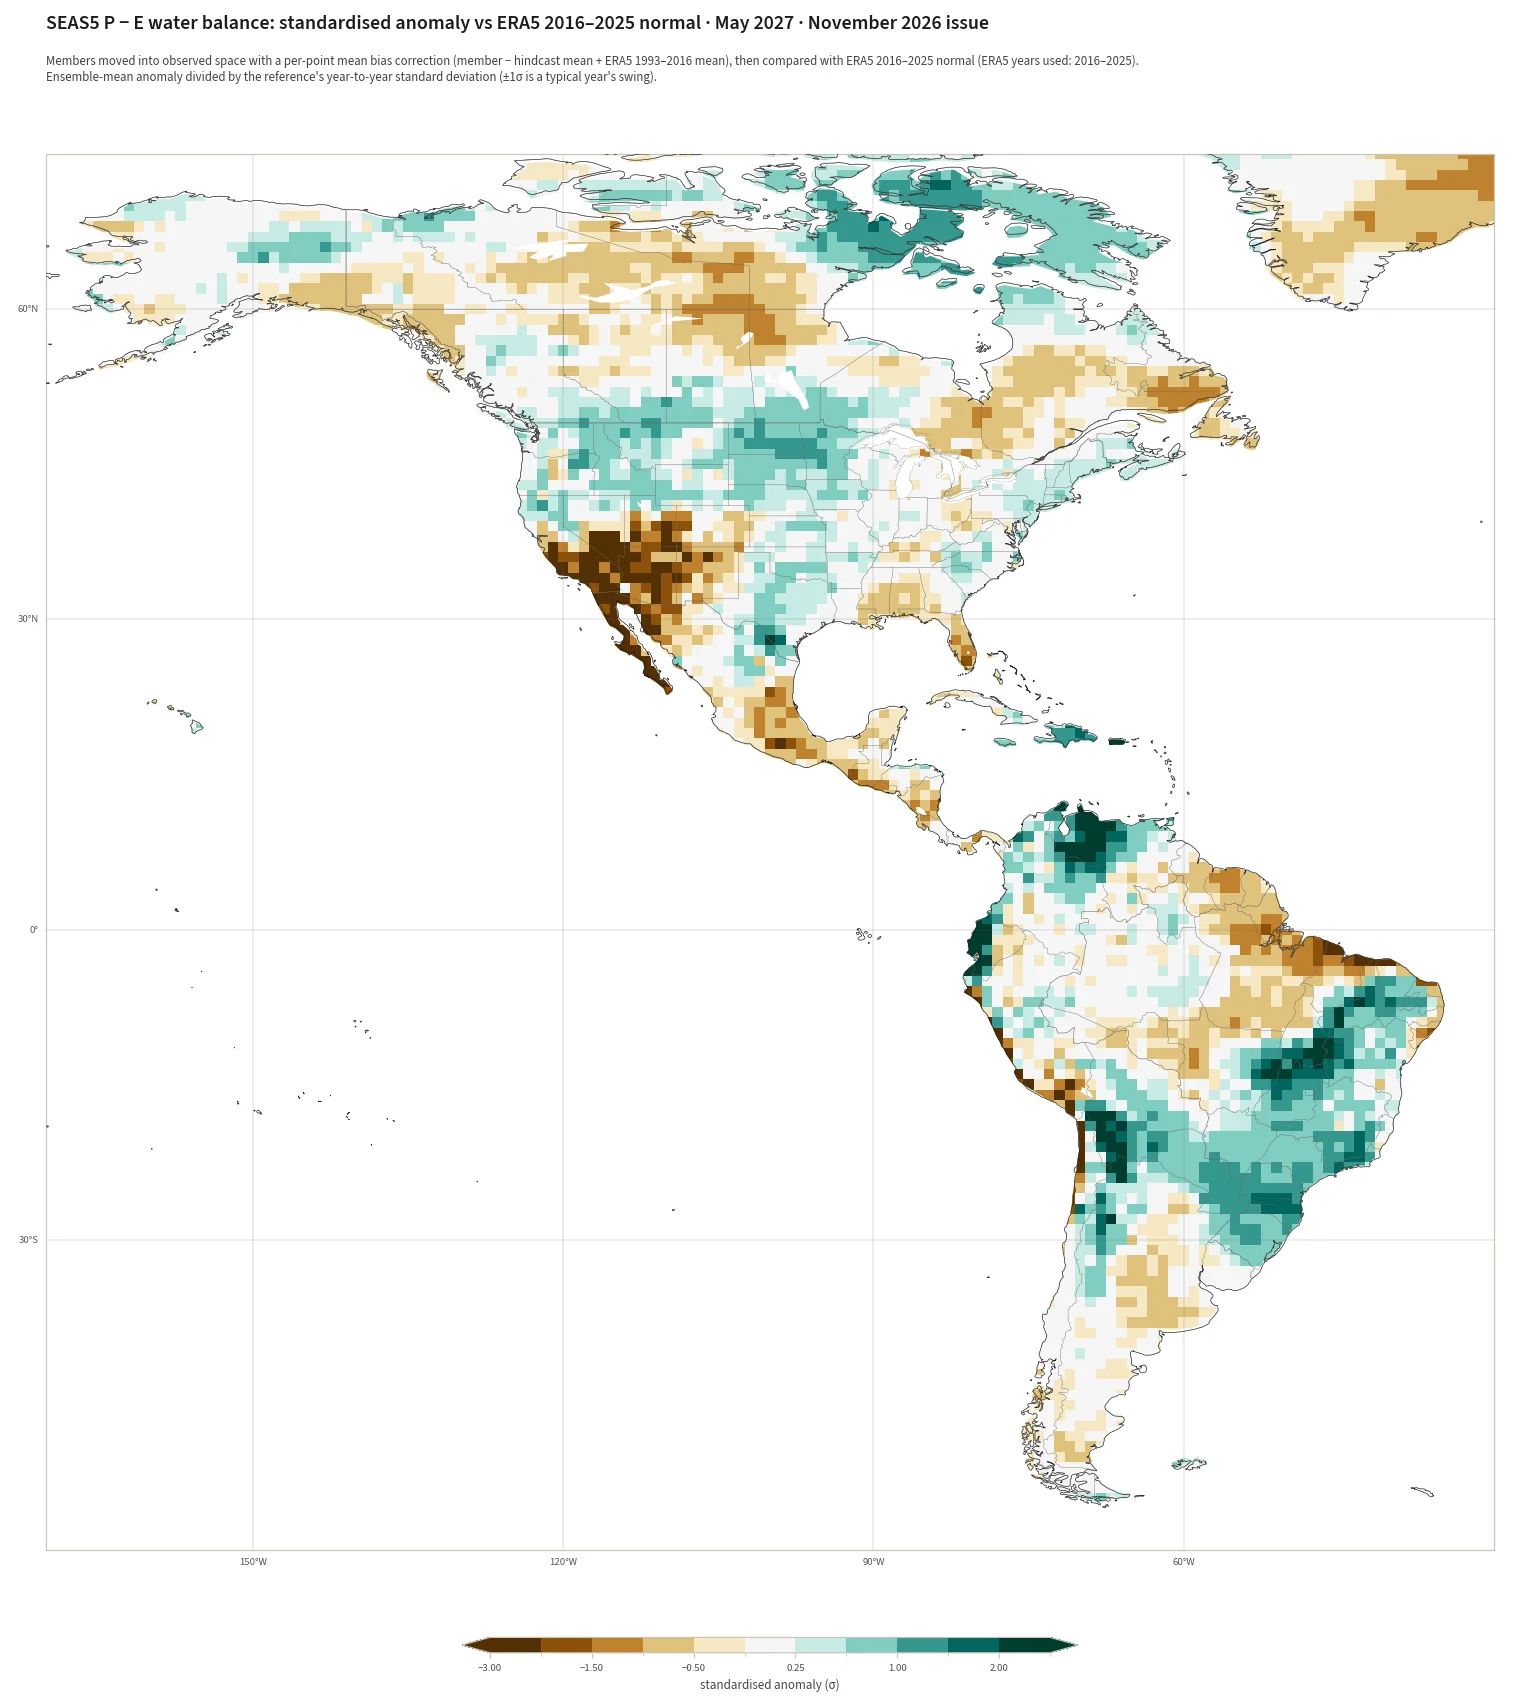 SEAS5 P − E water balance: standardised anomaly vs ERA5 2016–2025 normal · May 2027 · November 2026 issue
Members moved into observed space with a per-point mean bias correction (member − hindcast mean + ERA5 1993–2016 mean), then compared with ERA5 2016–2025 normal (ERA5 years used: 2016–2025).
Ensemble-mean anomaly divided by the reference's year-to-year standard deviation (±1σ is a typical year's swing).
60°N
30°N
0°
30°S
150°W 120°W 90°W 60°W
−3.00 −1.50 −0.50 0.25 1.00 2.00
standardised anomaly (σ)